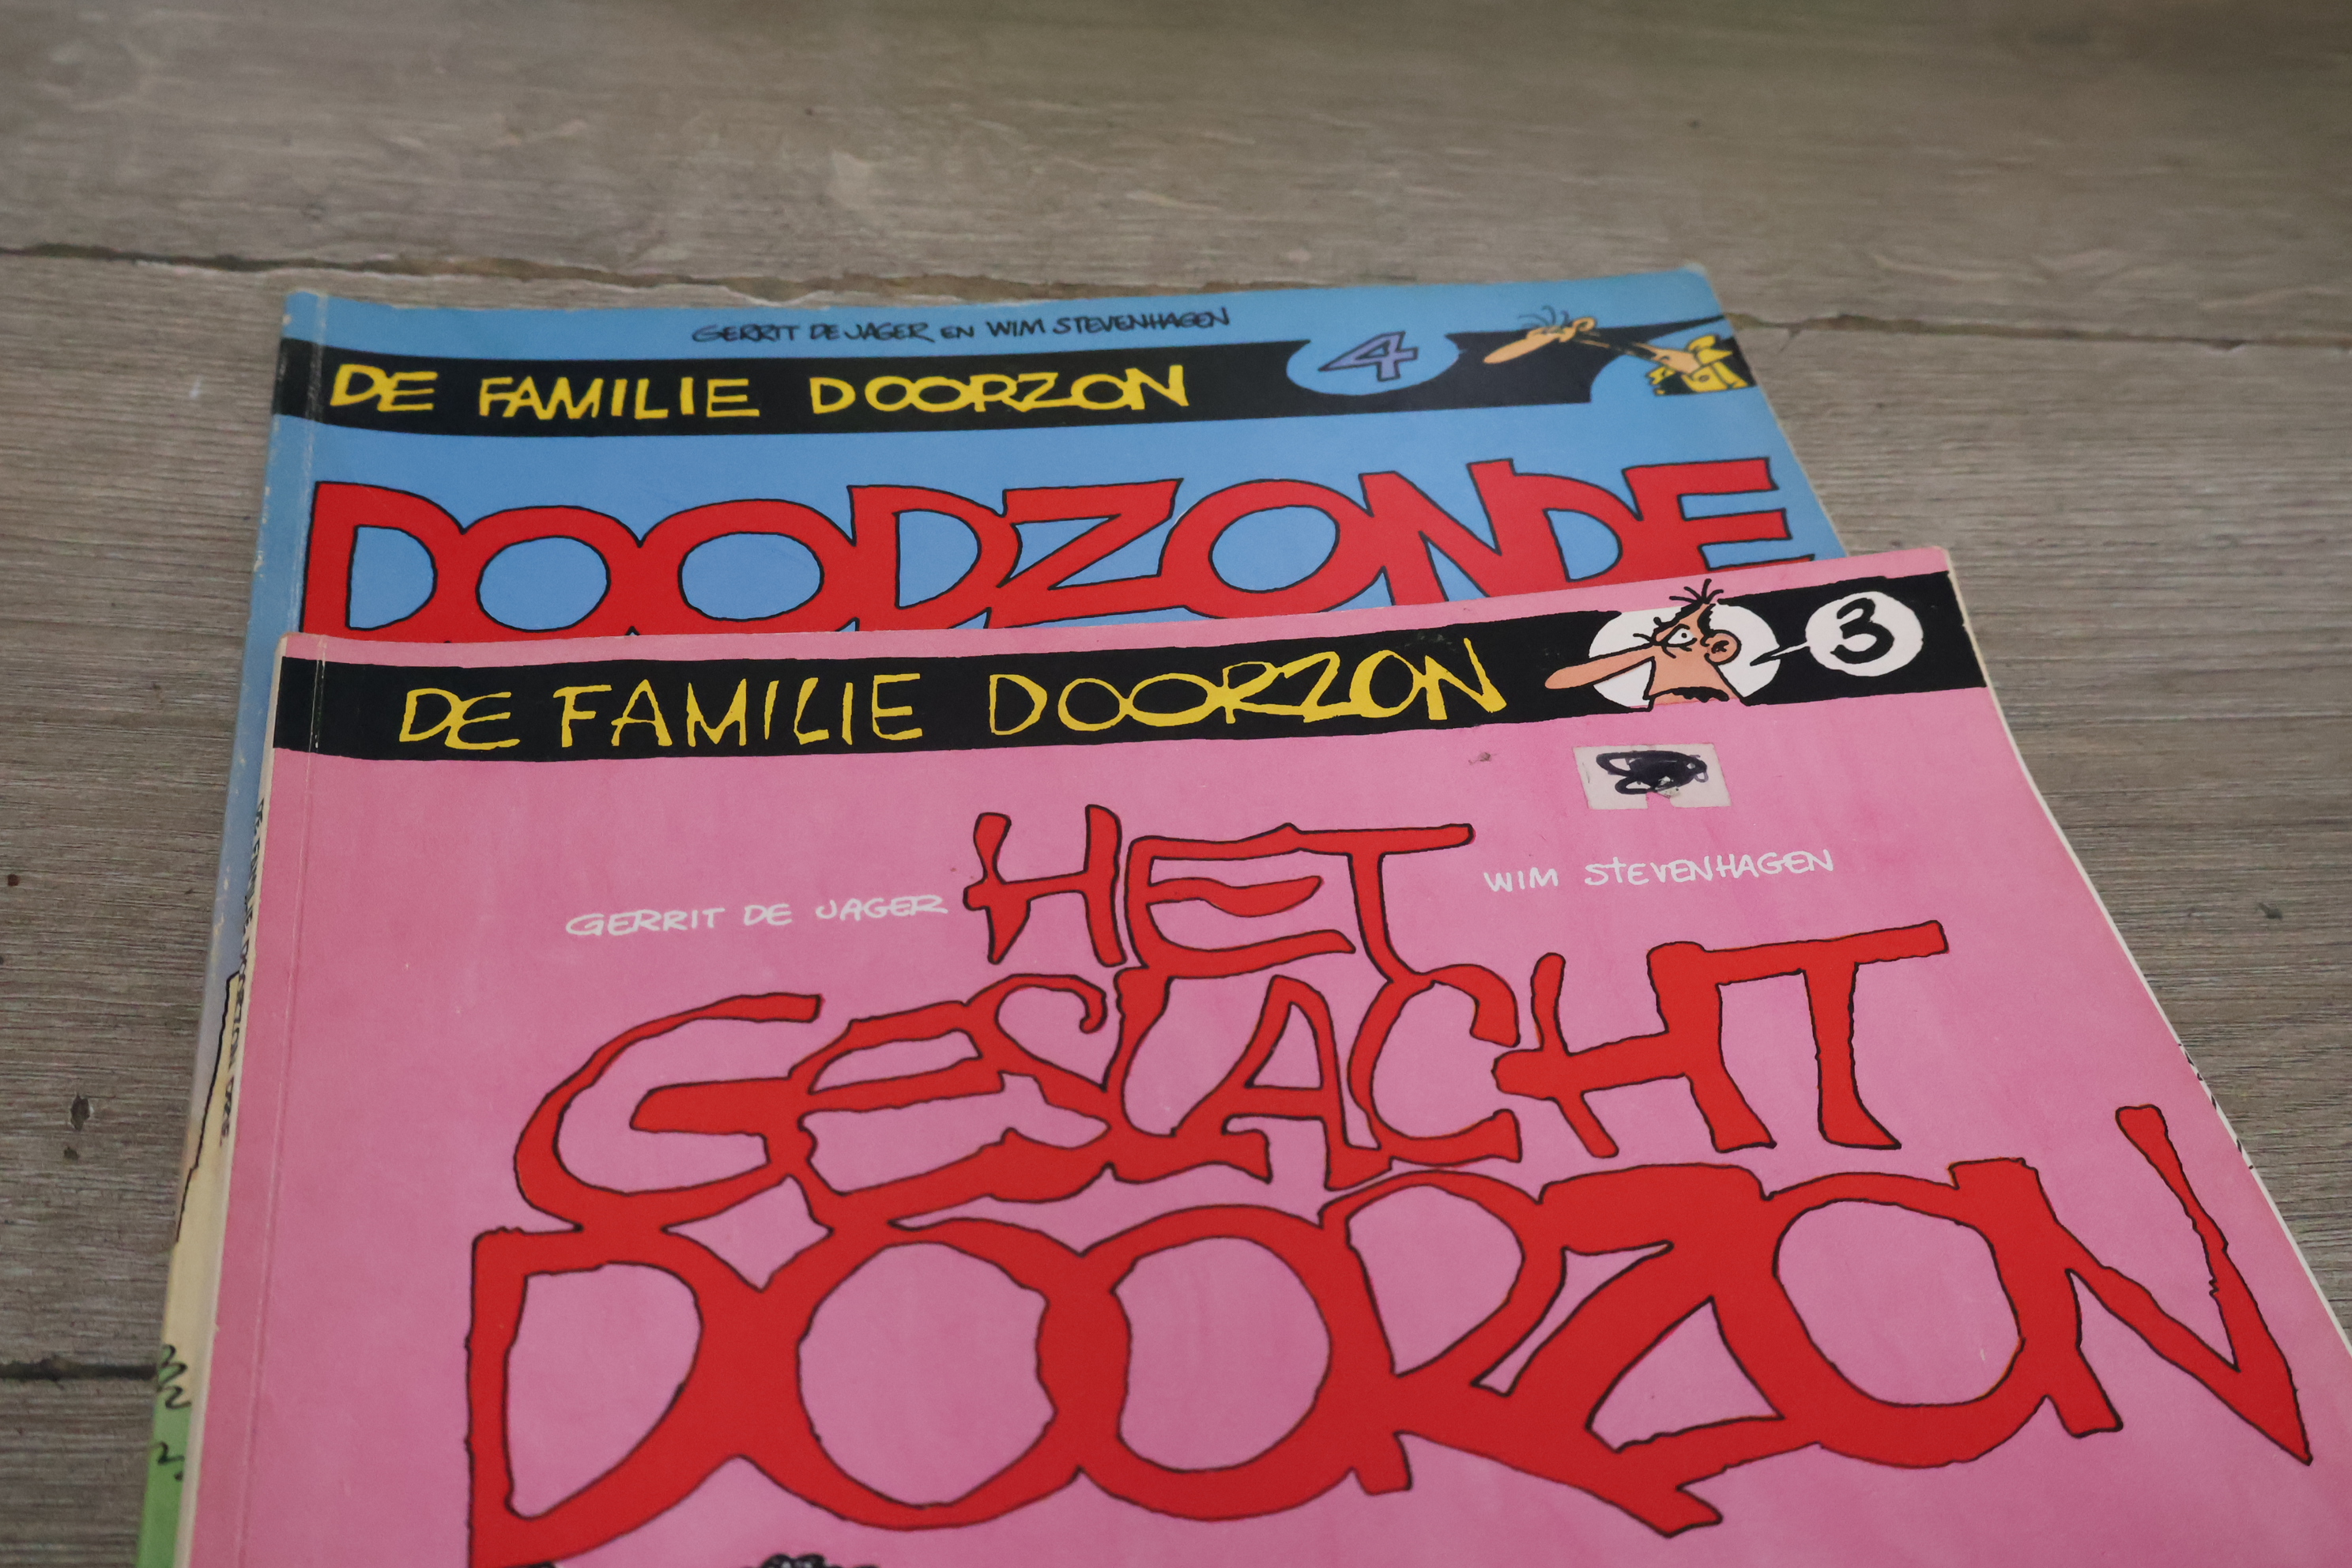 GERRIT DE JAGER EN WIM STEVENHAGEN
DE FAMILIE DOORZON
4
DOODZONDE
DE FAMILIE DOORZON
3
HET
GERRIT DE JAGER
WIM STEVENHAGEN
GESLACHT
DOORZON